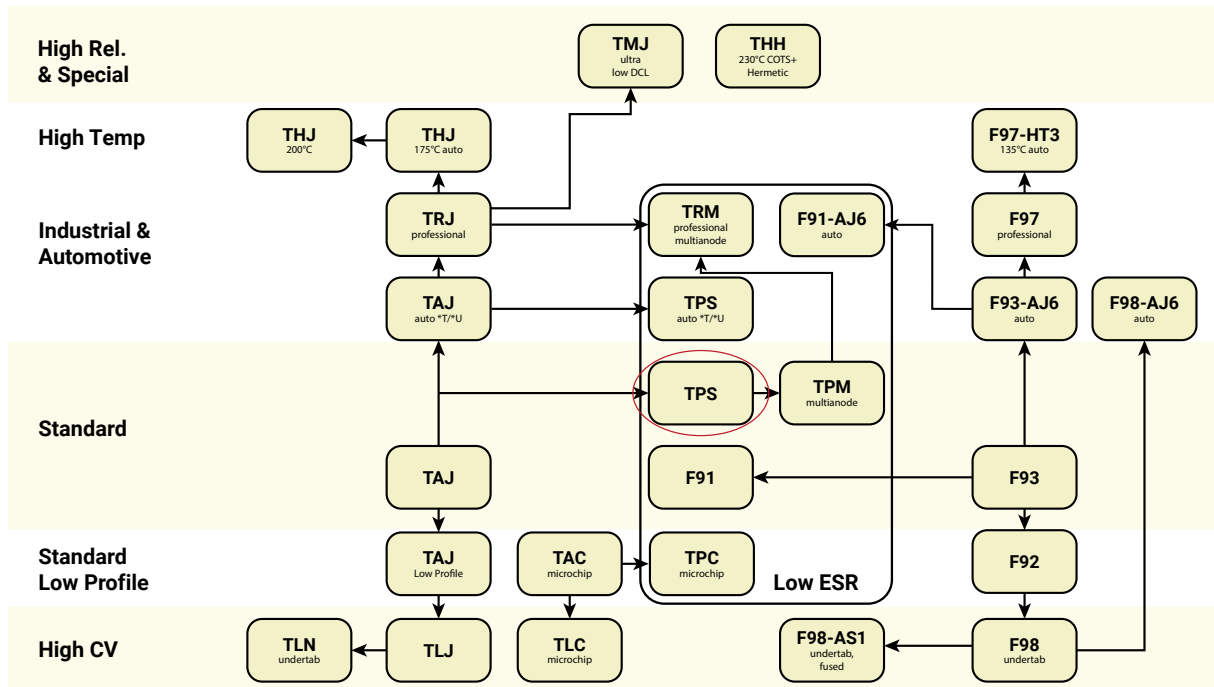 High Rel.
& Special
TMJ
ultra
low DCL
THH
230°C COTS+
Hermetic
High Temp
THJ
200°C
THJ
175°C auto
F97-HT3
135°C auto
Industrial &
Automotive
TRJ
professional
TRM
professional
multianode
F91-AJ6
auto
F97
professional
TAJ
auto *T/*U
TPS
auto *T/*U
F93-AJ6
auto
F98-AJ6
auto
Standard
TPS
TPM
multianode
TAJ
F91
F93
Standard
Low Profile
TAJ
Low Profile
TAC
microchip
TPC
microchip
Low ESR
F92
High CV
TLN
undertab
TLJ
TLC
microchip
F98-AS1
undertab,
fused
F98
undertab